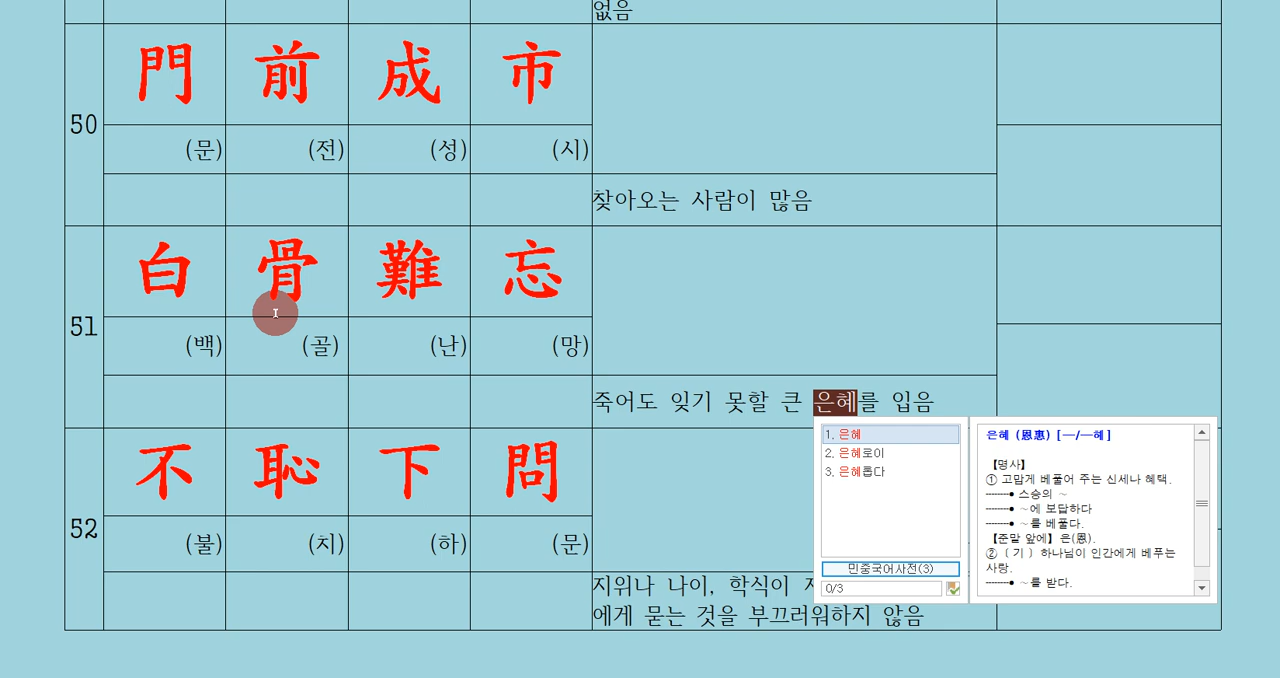 없음
50
門 前 成 市
(문) (전) (성) (시)
찾아오는 사람이 많음
51
白 骨 難 忘
(백) (골) (난) (망)
죽어도 잊기 못할 큰 은혜를 입음
52
不 恥 下 問
(불) (치) (하) (문)
지위나 나이, 학식이
에게 묻는 것을 부끄러워하지 않음
1. 은혜
2. 은혜로이
3. 은혜롭다
민중국어사전(3)
0/3
은혜 (恩惠) [―/―헤]
【명사】
① 고맙게 베풀어 주는 신세나 혜택.
--------● 스승의 ~
--------● ~에 보답하다
--------● ~를 베풀다.
【준말 앞에】 은(恩).
② 〔 기 〕 하나님이 인간에게 베푸는
사랑.
--------● ~를 받다.